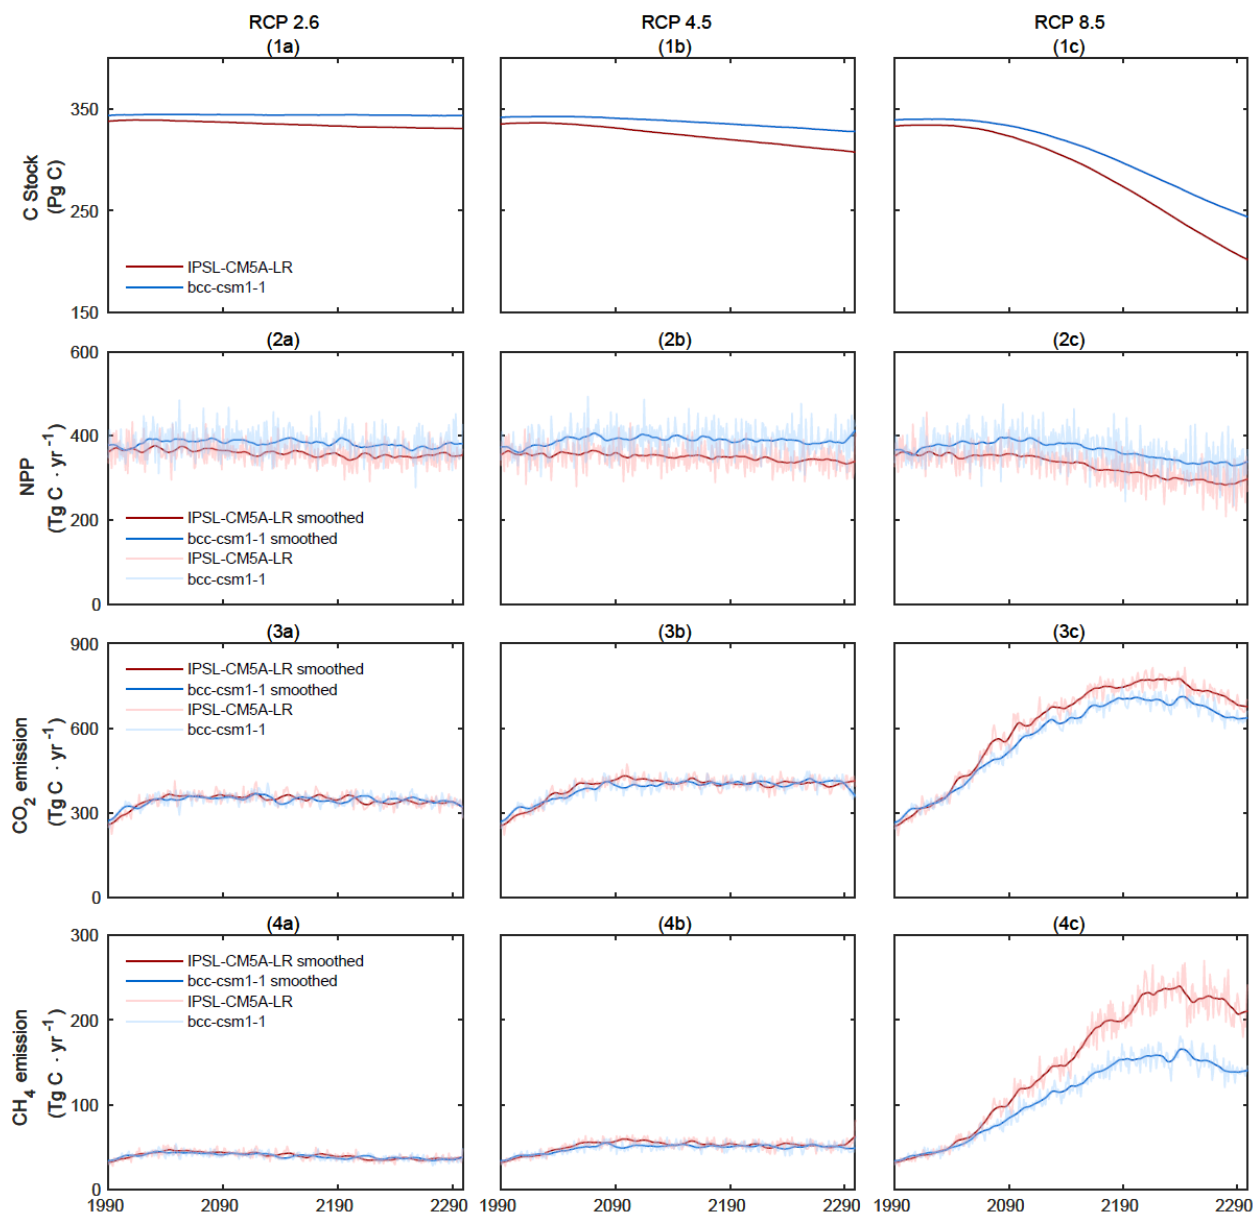 RCP 2.6 RCP 4.5 RCP 8.5
(1a) (1b) (1c)
350
250
150
C Stock
(Pg C)
IPSL-CM5A-LR
bcc-csm1-1
(2a) (2b) (2c)
600
400
200
0
NPP
(Tg C · yr⁻¹)
IPSL-CM5A-LR smoothed
bcc-csm1-1 smoothed
IPSL-CM5A-LR
bcc-csm1-1
(3a) (3b) (3c)
900
600
300
0
CO₂ emission
(Tg C · yr⁻¹)
IPSL-CM5A-LR smoothed
bcc-csm1-1 smoothed
IPSL-CM5A-LR
bcc-csm1-1
(4a) (4b) (4c)
300
200
100
50
0
CH₄ emission
(Tg C · yr⁻¹)
IPSL-CM5A-LR smoothed
bcc-csm1-1 smoothed
IPSL-CM5A-LR
bcc-csm1-1
1990 2090 2190 2290 1990 2090 2190 2290 1990 2090 2190 2290